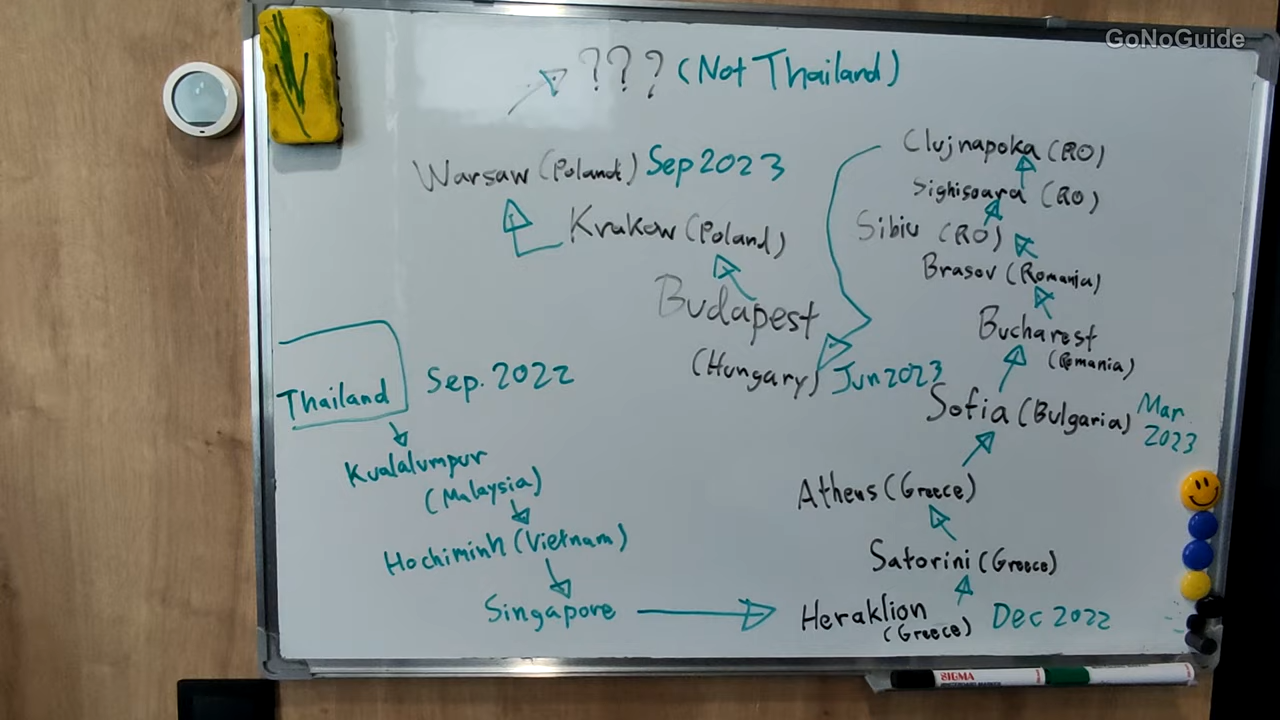 GoNoGuide
??? (Not Thailand)
Warsaw (Poland) Sep 2023
Krakow (Poland)
Budapest
(Hungary) Jun 2023
Clujnapoka (RO)
Sighisoara (RO)
Sibiu (RO)
Brasov (Romania)
Bucharest
(Romania)
Sofia (Bulgaria) Mar.
2023
Thailand Sep. 2022
Kualalumpur
(Malaysia)
Hochiminh (Vietnam)
Singapore
Athens (Greece)
Satorini (Greece)
Heraklion
(Greece) Dec 2022
SIGMA